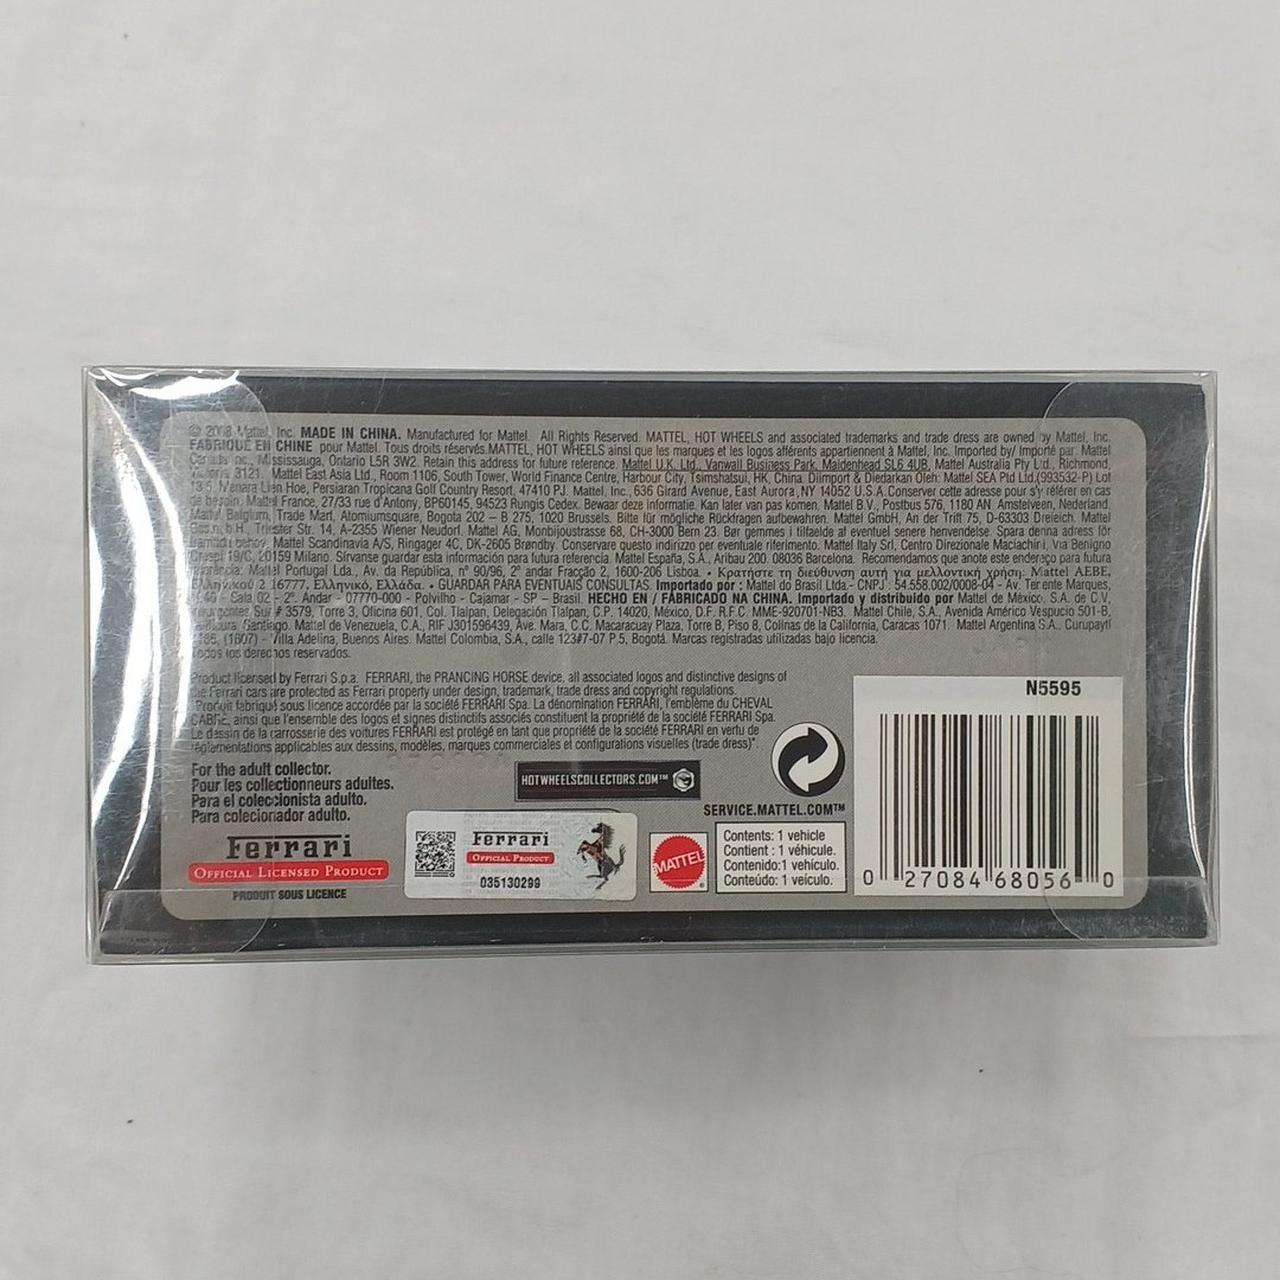 © 2008 Mattel, Inc. MADE IN CHINA. Manufactured for Mattel. All Rights Reserved. MATTEL, HOT WHEELS and associated trademarks and trade dress are owned by Mattel, Inc.
FABRIQUÉ EN CHINE pour Mattel. Tous droits réservés.MATTEL, HOT WHEELS ainsi que les marques et les logos afférents appartiennent à Mattel, Inc. Imported by/ Importé par: Mattel
Canada Inc., Mississauga, Ontario L5R 3W2. Retain this address for future reference. Mattel U.K. Ltd., Vanwall Business Park, Maidenhead SL6 4UB. Mattel Australia Pty Ltd., Richmond,
3121. Mattel East Asia Ltd., Room 1106, South Tower, World Finance Centre, Harbour City, Tsimshatsui, HK, China. Diimport & Diedarkan Oleh: Mattel SEA Ptd Ltd.(993532-P) Lot
13.5, Menara Lien Hoe, Persiaran Tropicana Golf Country Resort, 47410 PJ. Mattel, Inc., 636 Girard Avenue, East Aurora, NY 14052 U.S.A.Conserver cette adresse pour s'y référer en cas
de besoin. Mattel France, 27/33 rue d'Antony, BP60145, 94523 Rungis Cedex. Bewaar deze informatie. Kan later van pas komen. Mattel B.V., Postbus 576, 1180 AN Amstelveen, Nederland.
Mattel Belgium, Trade Mart, Atomiumsquare, Bogota 202 – B 275, 1020 Brussels. Bitte für mögliche Rückfragen aufbewahren. Mattel GmbH, An der Trift 75, D-63303 Dreieich. Mattel
Ges.m.b.H., Triester Str. 14, A-2355 Wiener Neudorf. Mattel AG, Monbijoustrasse 68, CH-3000 Bern 23. Bør gemmes i tilfælde af eventuel senere henvendelse. Spara denna adress för
framtida behov. Mattel Scandinavia A/S, Ringager 4C, DK-2605 Brøndby. Conservare questo indirizzo per eventuale riferimento. Mattel Italy Srl, Centro Direzionale Maciachini, Via Benigno
Crespi 19/C, 20159 Milano. Sírvanse guardar esta información para futura referencia. Mattel España, S.A., Aribau 200. 08036 Barcelona. Recomendamos que anote este endereço para futura
referência. Mattel Portugal Lda., Av. da República, nº 90/96, 2º andar Fracção 2, 1600-206 Lisboa. • Κρατήστε τη διεύθυνση αυτή για μελλοντική χρήση. Mattel AEBE,
Ελληνικού 2 16777, Ελληνικό, Ελλάδα. • GUARDAR PARA EVENTUAIS CONSULTAS. Importado por : Mattel do Brasil Ltda.- CNPJ : 54.558.002/0008-04 - Av. Tenente Marques,
1246 – Sala 02 - 2º. Andar - 07770-000 - Polvilho - Cajamar - SP – Brasil. HECHO EN / FABRICADO NA CHINA. Importado y distribuido por Mattel de México, S.A. de C.V,
Insurgentes Sur # 3579, Torre 3, Oficina 601, Col. Tlalpan, Delegación Tlalpan, C.P. 14020, México, D.F. R.F.C. MME-920701-NB3. Mattel Chile, S.A., Avenida Américo Vespucio 501-B,
Quilicura, Santiago. Mattel de Venezuela, C.A., RIF J301596439, Ave. Mara, C.C. Macaracuay Plaza, Torre B, Piso 8, Colinas de la California, Caracas 1071. Mattel Argentina S.A., Curupaytí
1186, (1607) - Villa Adelina, Buenos Aires. Mattel Colombia, S.A., calle 123#7-07 P.5, Bogotá. Marcas registradas utilizadas bajo licencia.
Todos los derechos reservados.
Product licensed by Ferrari S.p.a. FERRARI, the PRANCING HORSE device, all associated logos and distinctive designs of
the Ferrari cars are protected as Ferrari property under design, trademark, trade dress and copyright regulations.
"Produit fabriqué sous licence accordée par la société FERRARI Spa. La dénomination FERRARI, l'emblème du CHEVAL
CABRÉ, ainsi que l'ensemble des logos et signes distinctifs associés constituent la propriété de la société FERRARI Spa.
Le dessin de la carrosserie des voitures FERRARI est protégé en tant que propriété de la société FERRARI en vertu de
réglementations applicables aux dessins, modèles, marques commerciales et configurations visuelles (trade dress)".
For the adult collector.
Pour les collectionneurs adultes.
Para el coleccionista adulto.
Para colecionador adulto.
HOTWHEELSCOLLECTORS.COM™
SERVICE.MATTEL.COM™
Ferrari
OFFICIAL LICENSED PRODUCT
PRODUIT SOUS LICENCE
Ferrari
OFFICIAL PRODUCT
035130299
MATTEL
Contents: 1 vehicle
Contient : 1 véhicule.
Contenido:1 vehículo.
Conteúdo:1 veículo.
N5595
0 27084 68056 0